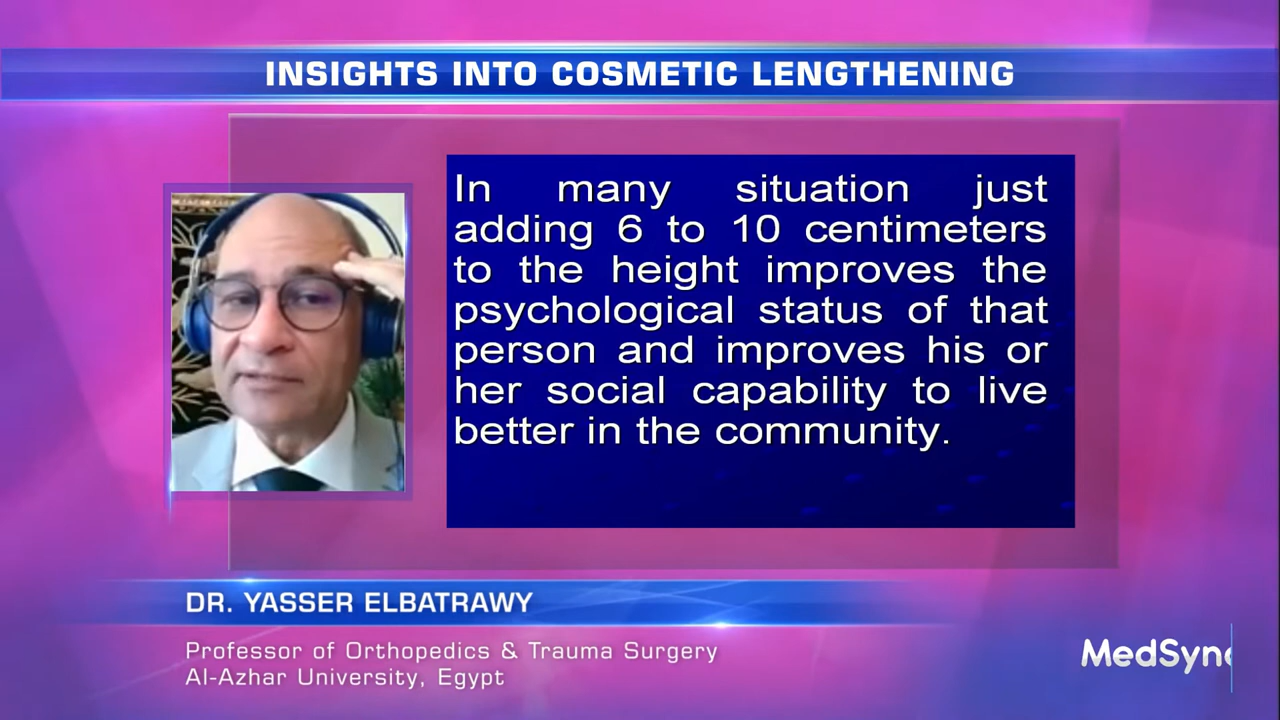 INSIGHTS INTO COSMETIC LENGTHENING
In many situation just
adding 6 to 10 centimeters
to the height improves the
psychological status of that
person and improves his or
her social capability to live
better in the community.
DR. YASSER ELBATRAWY
Professor of Orthopedics & Trauma Surgery
Al-Azhar University, Egypt